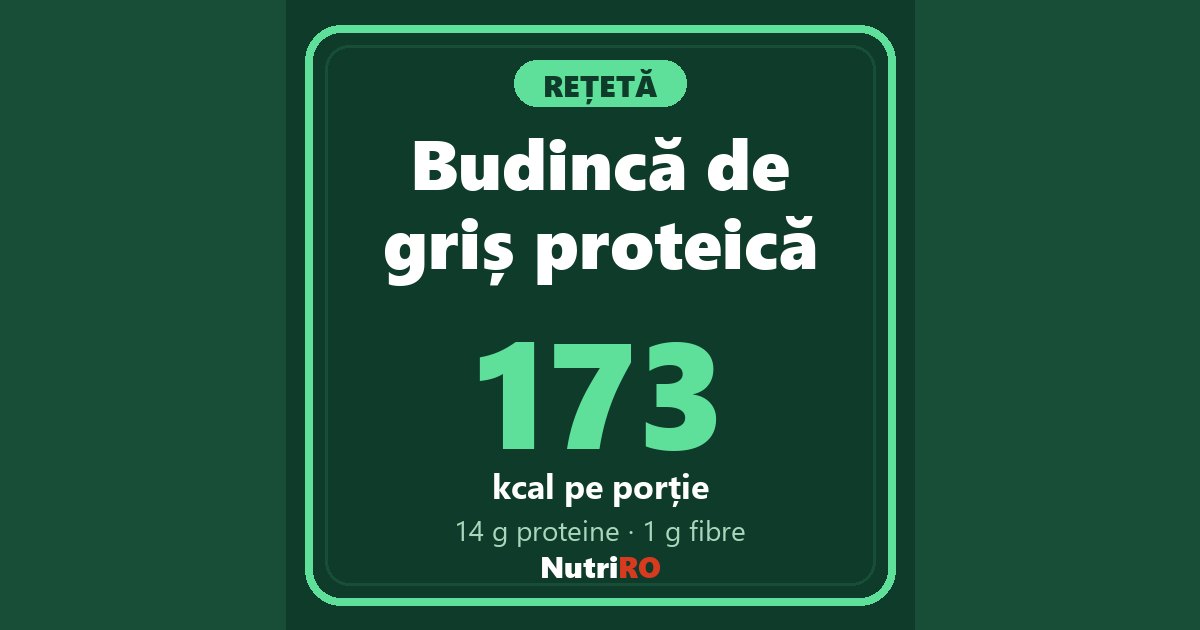 REȚETĂ
Budincă de
griș proteică
173
kcal pe porție
14 g proteine · 1 g fibre
NutriRO